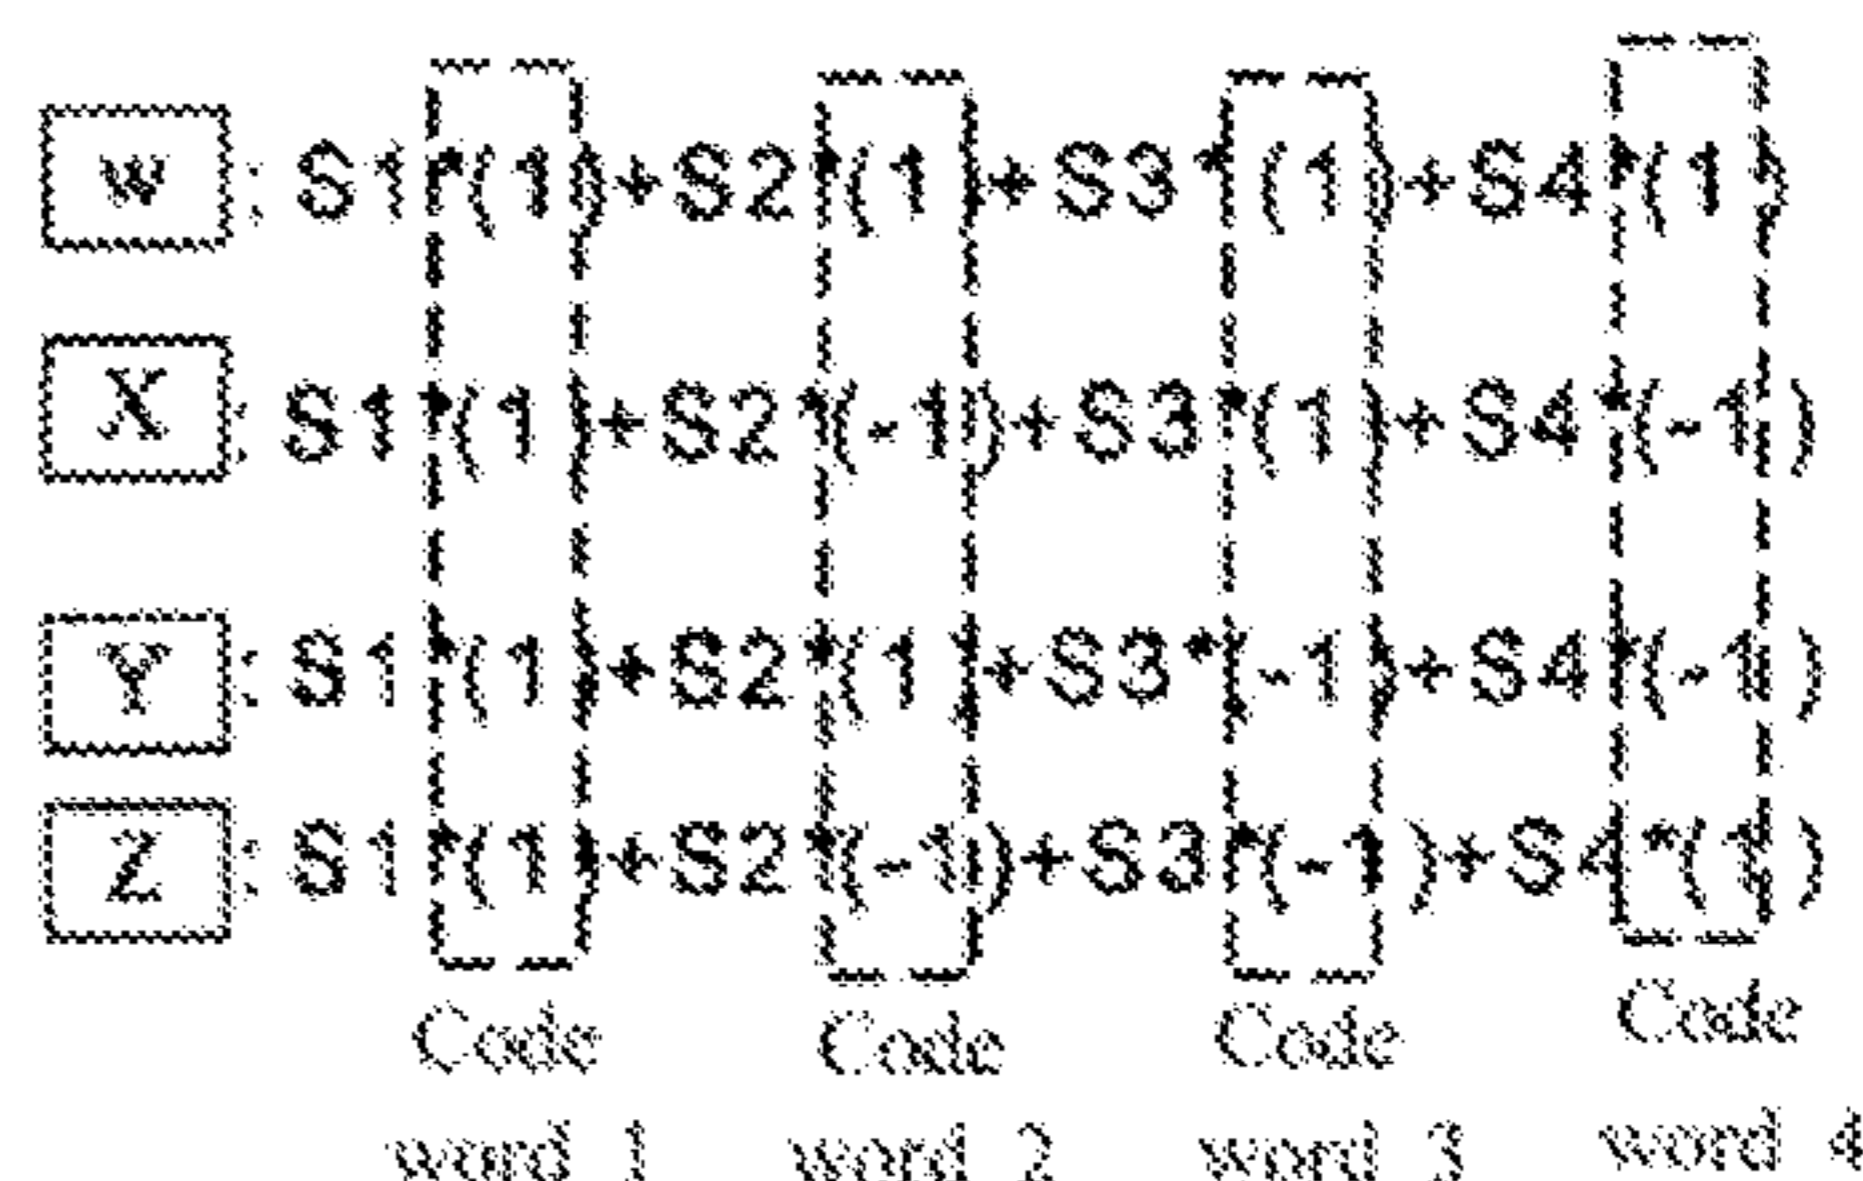 W : S1*(1)+S2*(1)+S3*(1)+S4*(1)
X : S1*(1)+S2*(-1)+S3*(1)+S4*(-1)
Y : S1*(1)+S2*(1)+S3*(-1)+S4*(-1)
Z : S1*(1)+S2*(-1)+S3*(-1)+S4*(1)
Code word 1
Code word 2
Code word 3
Code word 4